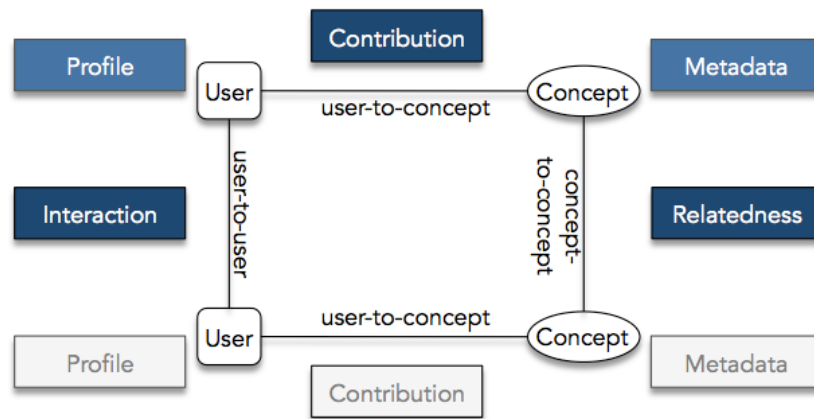 Contribution
Profile
User
Concept
Metadata
user-to-concept
Interaction
user-to-user
concept-
to-concept
Relatedness
user-to-concept
User
Concept
Profile
Contribution
Metadata